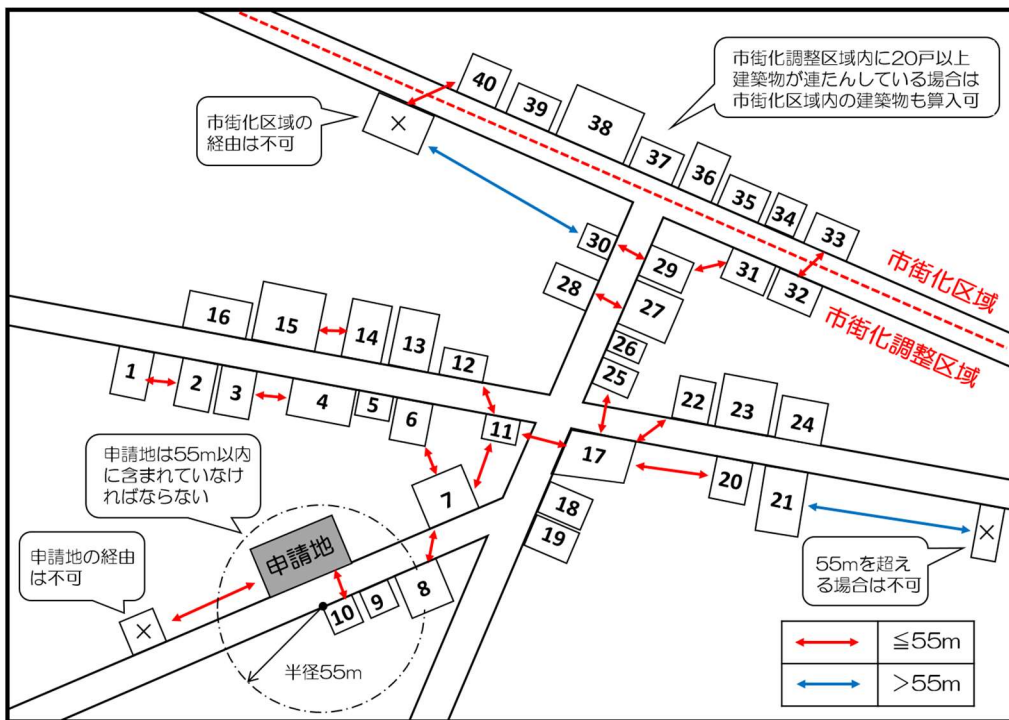 市街化調整区域内に20戸以上
建築物が連たんしている場合は
市街化区域内の建築物も算入可
市街化区域の
経由は不可
×
40
39
38
37
36
35
34
33
市街化区域
市街化調整区域
30
29
31
32
28
27
26
25
16
15
14
13
12
1
2
3
4
5
6
11
22
23
24
17
20
21
×
18
19
申請地は55m以内
に含まれていなけ
ればならない
7
申請地
8
9
10
申請地の経由
は不可
×
半径55m
55mを超え
る場合は不可
≦55m
>55m